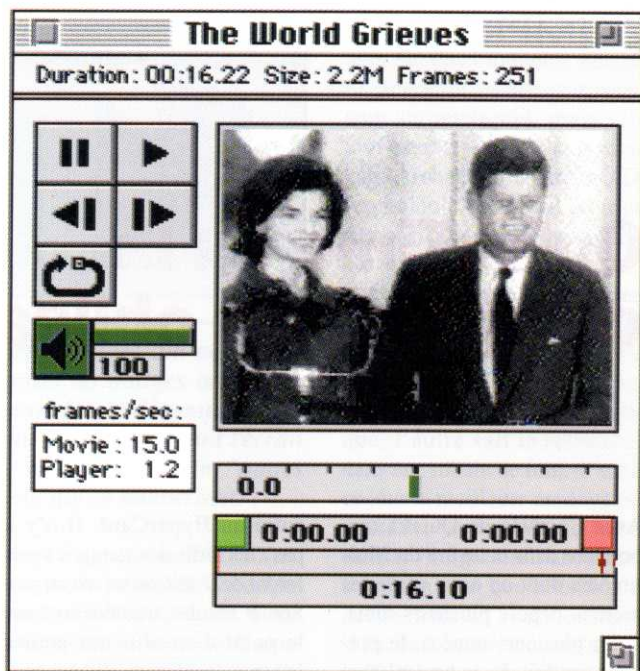 The World Grieves
Duration: 00:16.22 Size: 2.2M Frames: 251
100
frames/sec:
Movie: 15.0
Player: 1.2
0.0
0:00.00 0:00.00
0:16.10